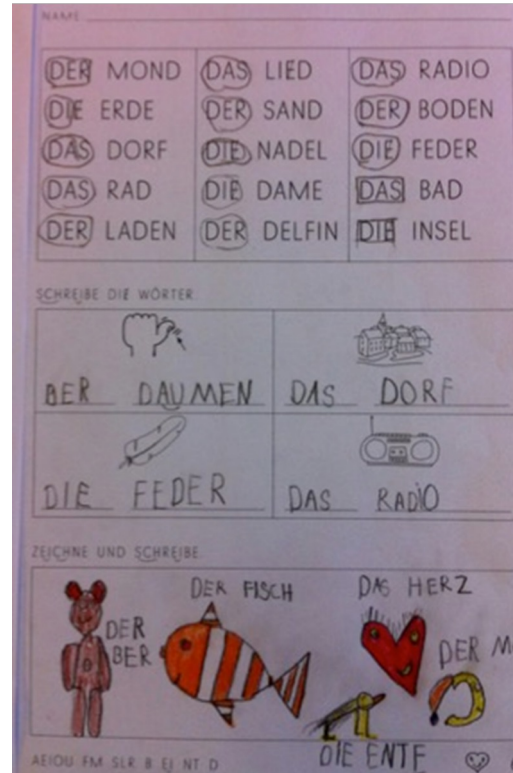 NAME
DER MOND DAS LIED DAS RADIO
DIE ERDE DER SAND DER BODEN
DAS DORF DIE NADEL DIE FEDER
DAS RAD DIE DAME DAS BAD
DER LADEN DER DELFIN DIE INSEL
SCHREIBE DIE WÖRTER.
BER DAUMEN DAS DORF
DIE FEDER DAS RADIO
ZEICHNE UND SCHREIBE.
DER FISCH DAS HERZ
DER
BER
DER M
DIE ENTF
AEIOU FM SLR B EI NT D